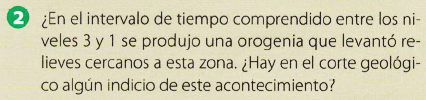 2 ¿En el intervalo de tiempo comprendido entre los ni-
veles 3 y 1 se produjo una orogenia que levantó re-
lieves cercanos a esta zona. ¿Hay en el corte geológi-
co algún indicio de este acontecimiento?